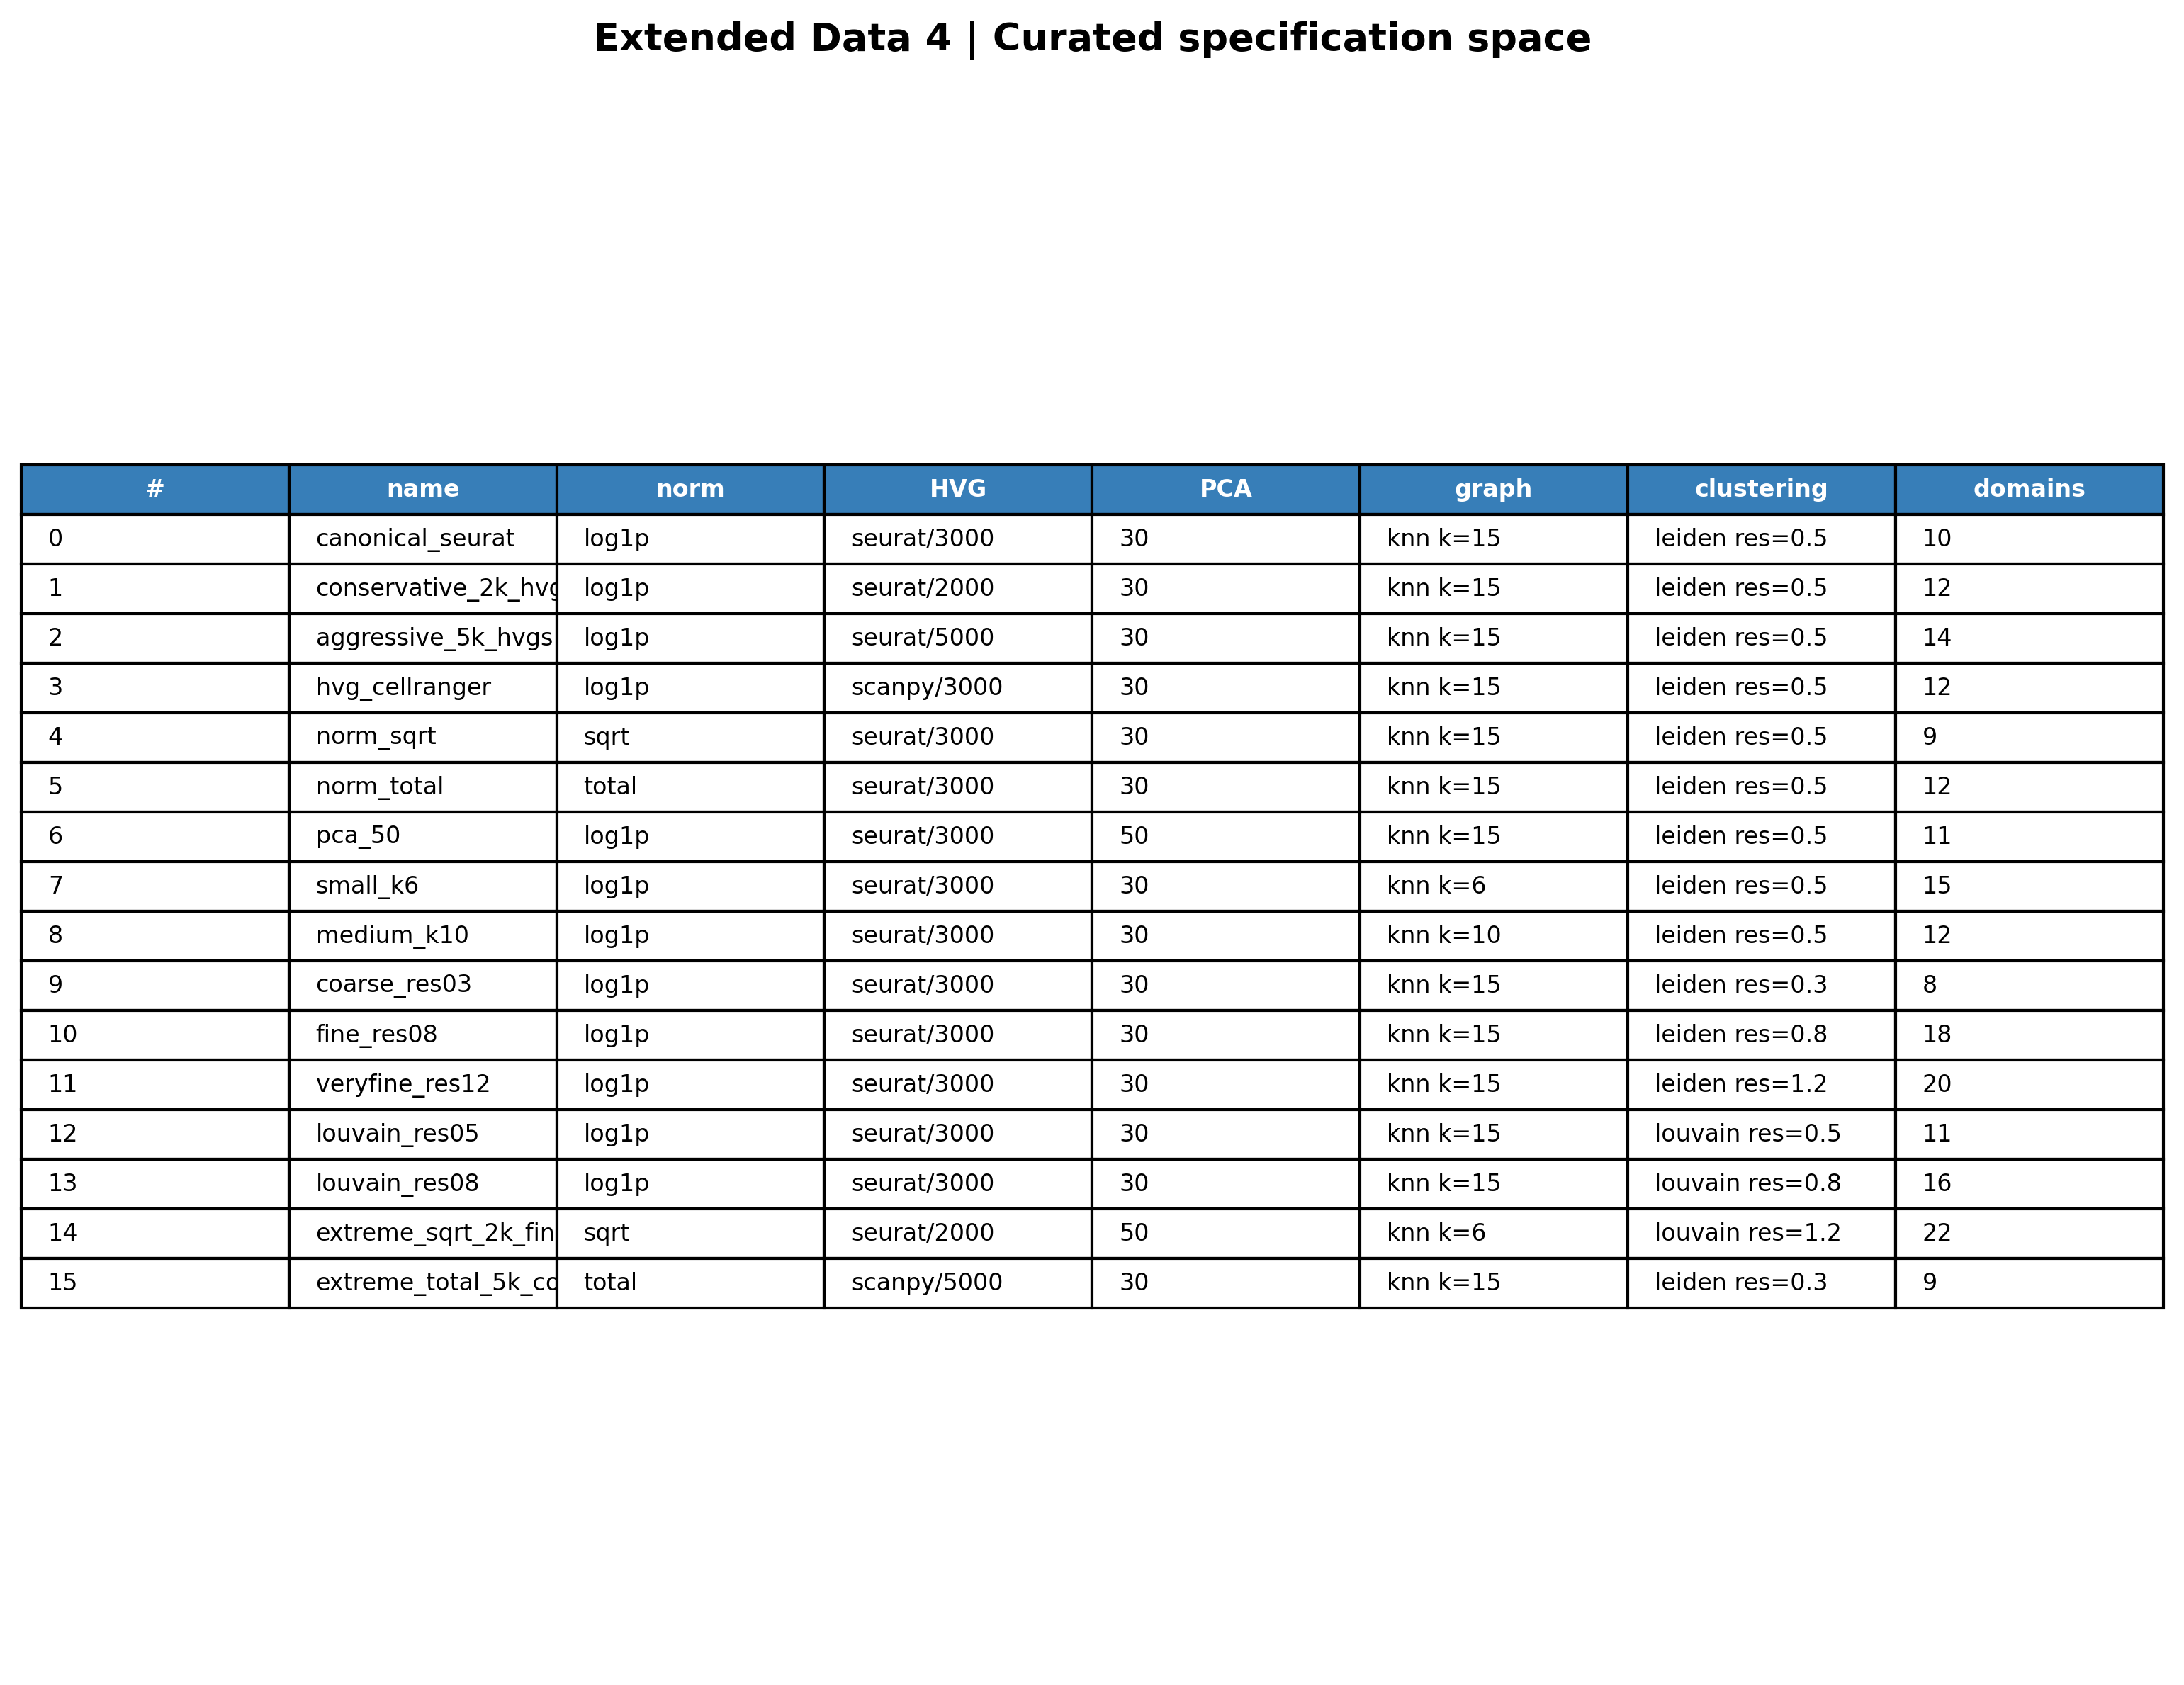 Extended Data 4 | Curated specification space
# name norm HVG PCA graph clustering domains
0 canonical_seurat log1p seurat/3000 30 knn k=15 leiden res=0.5 10
1 conservative_2k_hvg log1p seurat/2000 30 knn k=15 leiden res=0.5 12
2 aggressive_5k_hvgs log1p seurat/5000 30 knn k=15 leiden res=0.5 14
3 hvg_cellranger log1p scanpy/3000 30 knn k=15 leiden res=0.5 12
4 norm_sqrt sqrt seurat/3000 30 knn k=15 leiden res=0.5 9
5 norm_total total seurat/3000 30 knn k=15 leiden res=0.5 12
6 pca_50 log1p seurat/3000 50 knn k=15 leiden res=0.5 11
7 small_k6 log1p seurat/3000 30 knn k=6 leiden res=0.5 15
8 medium_k10 log1p seurat/3000 30 knn k=10 leiden res=0.5 12
9 coarse_res03 log1p seurat/3000 30 knn k=15 leiden res=0.3 8
10 fine_res08 log1p seurat/3000 30 knn k=15 leiden res=0.8 18
11 veryfine_res12 log1p seurat/3000 30 knn k=15 leiden res=1.2 20
12 louvain_res05 log1p seurat/3000 30 knn k=15 louvain res=0.5 11
13 louvain_res08 log1p seurat/3000 30 knn k=15 louvain res=0.8 16
14 extreme_sqrt_2k_fin sqrt seurat/2000 50 knn k=6 louvain res=1.2 22
15 extreme_total_5k_co total scanpy/5000 30 knn k=15 leiden res=0.3 9